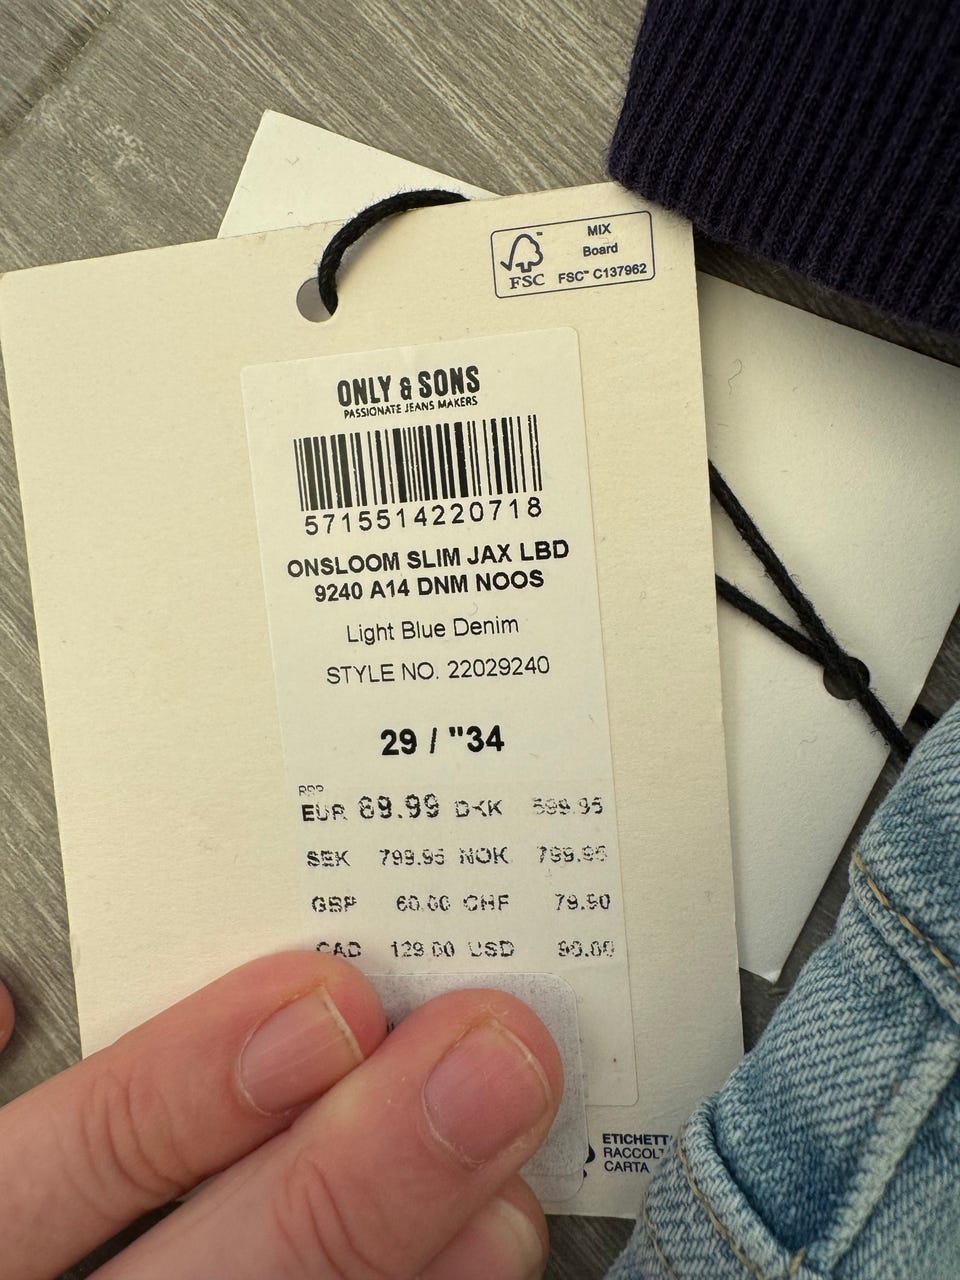 MIX
Board
FSC™ C137962
FSC
ONLY & SONS
PASSIONATE JEANS MAKERS
5715514220718
ONSLOOM SLIM JAX LBD
9240 A14 DNM NOOS
Light Blue Denim
STYLE NO. 22029240
29 / "34
RRP
EUR 69.99 DKK 599.95
SEK 799.95 NOK 799.95
GBP 60.00 CHF 79.90
CAD 129.00 USD 90.00
ETICHETT
RACCOLT
CARTA